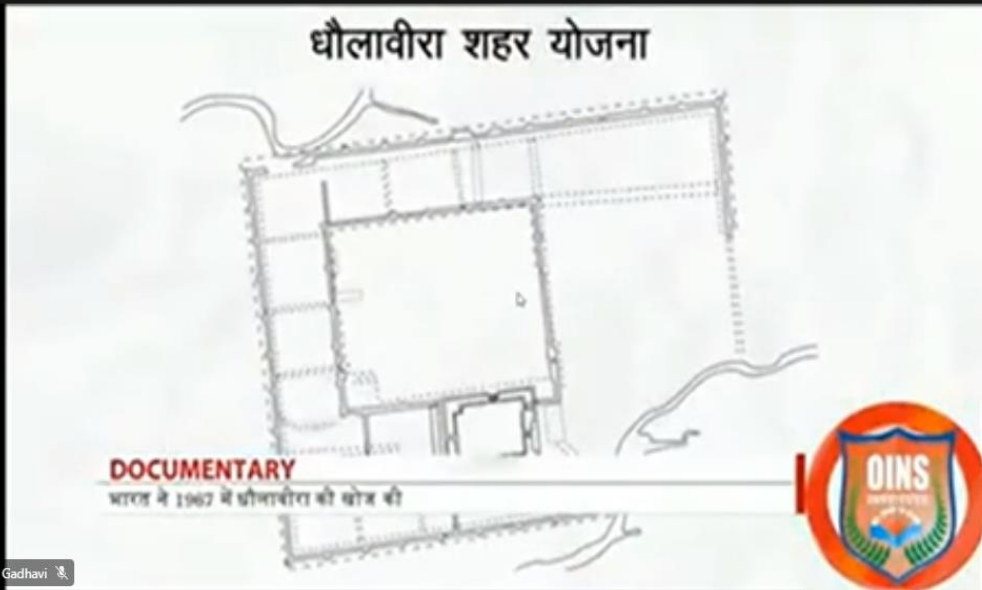 धौलावीरा शहर योजना
DOCUMENTARY
भारत ने 1967 में धौलावीरा की खोज की
OINS
Gadhavi